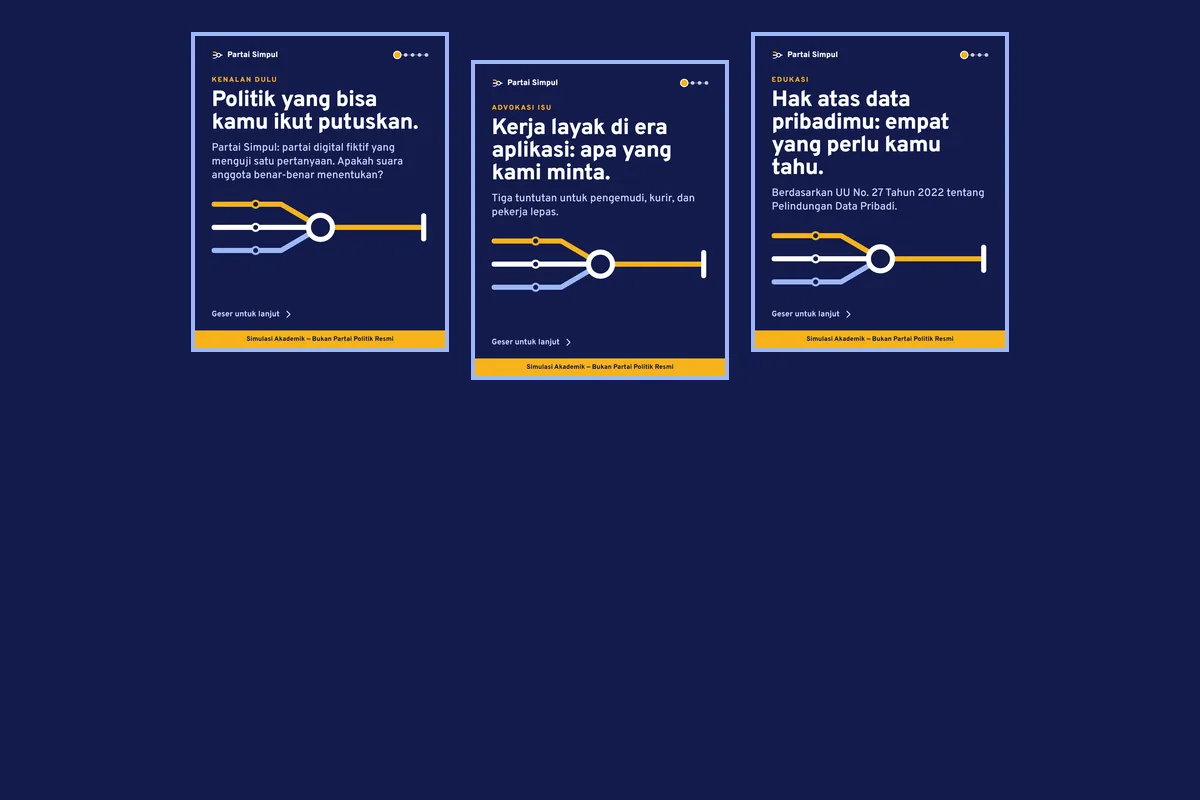 Partai Simpul
KENALAN DULU
Politik yang bisa
kamu ikut putuskan.
Partai Simpul: partai digital fiktif yang
menguji satu pertanyaan. Apakah suara
anggota benar-benar menentukan?
Geser untuk lanjut
Simulasi Akademik — Bukan Partai Politik Resmi
Partai Simpul
ADVOKASI ISU
Kerja layak di era
aplikasi: apa yang
kami minta.
Tiga tuntutan untuk pengemudi, kurir, dan
pekerja lepas.
Geser untuk lanjut
Simulasi Akademik — Bukan Partai Politik Resmi
Partai Simpul
EDUKASI
Hak atas data
pribadimu: empat
yang perlu kamu
tahu.
Berdasarkan UU No. 27 Tahun 2022 tentang
Pelindungan Data Pribadi.
Geser untuk lanjut
Simulasi Akademik — Bukan Partai Politik Resmi